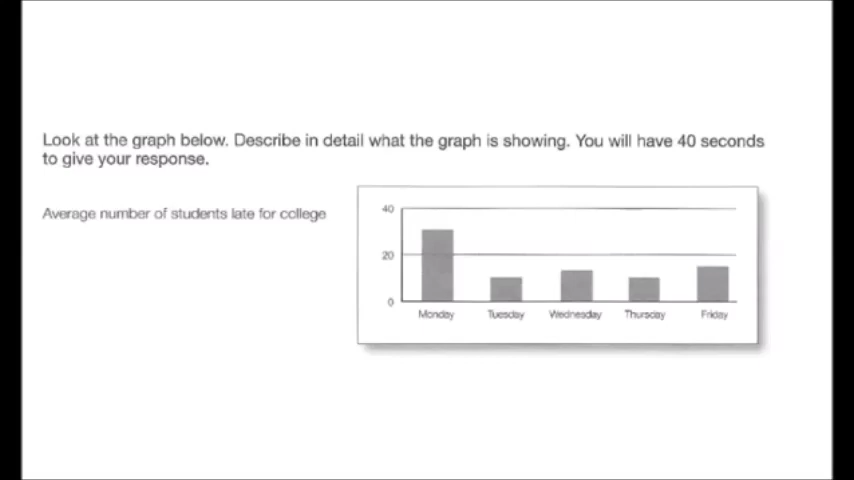 Look at the graph below. Describe in detail what the graph is showing. You will have 40 seconds
to give your response.
Average number of students late for college
40
20
0
Monday Tuesday Wednesday Thursday Friday